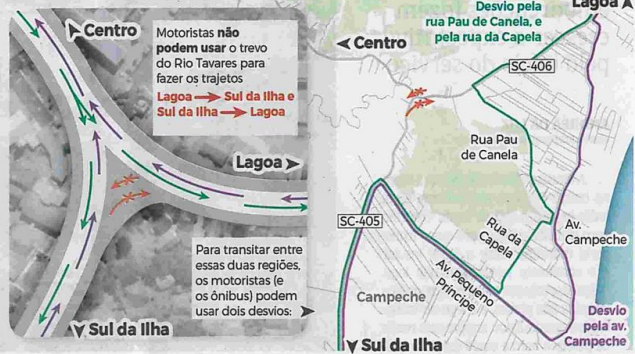 Centro
Motoristas não
podem usar o trevo
do Rio Tavares para
fazer os trajetos
Lagoa → Sul da Ilha e
Sul da Ilha → Lagoa
Lagoa
Para transitar entre
essas duas regiões,
os motoristas (e
os ônibus) podem
usar dois desvios:
Sul da Ilha
Desvio pela
rua Pau de Canela, e
pela rua da Capela
Lagoa
Centro
SC-406
Rua Pau
de Canela
SC-405
Rua da
Capela
Av.
Campeche
Av. Pequeno
Príncipe
Campeche
Desvio
pela av.
Campeche
Sul da Ilha